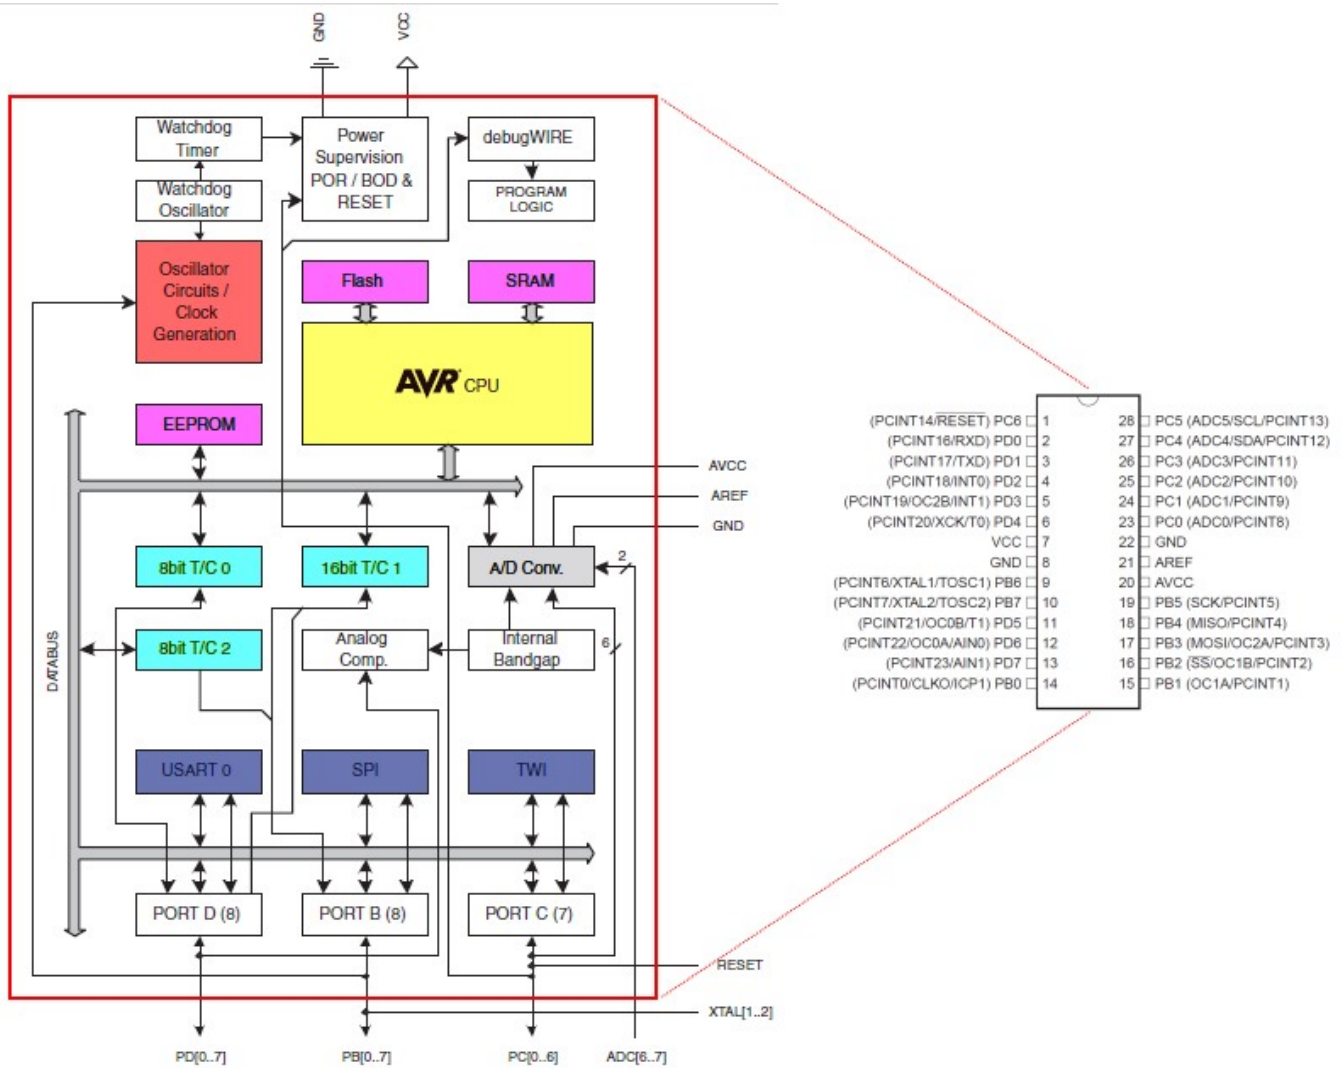 GND
VCC
Watchdog
Timer
Power
Supervision
POR / BOD &
RESET
debugWIRE
Watchdog
Oscillator
PROGRAM
LOGIC
Oscillator
Circuits /
Clock
Generation
Flash
SRAM
AVR CPU
EEPROM
AVCC
AREF
GND
2
8bit T/C 0
16bit T/C 1
A/D Conv.
DATABUS
8bit T/C 2
Analog
Comp.
Internal
Bandgap
6
USART 0
SPI
TWI
PORT D (8)
PORT B (8)
PORT C (7)
RESET
XTAL[1..2]
PD[0..7]
PB[0..7]
PC[0..6]
ADC[6..7]
(PCINT14/RESET) PC6 1 28 PC5 (ADC5/SCL/PCINT13)
(PCINT16/RXD) PD0 2 27 PC4 (ADC4/SDA/PCINT12)
(PCINT17/TXD) PD1 3 26 PC3 (ADC3/PCINT11)
(PCINT18/INT0) PD2 4 25 PC2 (ADC2/PCINT10)
(PCINT19/OC2B/INT1) PD3 5 24 PC1 (ADC1/PCINT9)
(PCINT20/XCK/T0) PD4 6 23 PC0 (ADC0/PCINT8)
VCC 7 22 GND
GND 8 21 AREF
(PCINT6/XTAL1/TOSC1) PB6 9 20 AVCC
(PCINT7/XTAL2/TOSC2) PB7 10 19 PB5 (SCK/PCINT5)
(PCINT21/OC0B/T1) PD5 11 18 PB4 (MISO/PCINT4)
(PCINT22/OC0A/AIN0) PD6 12 17 PB3 (MOSI/OC2A/PCINT3)
(PCINT23/AIN1) PD7 13 16 PB2 (SS/OC1B/PCINT2)
(PCINT0/CLKO/ICP1) PB0 14 15 PB1 (OC1A/PCINT1)